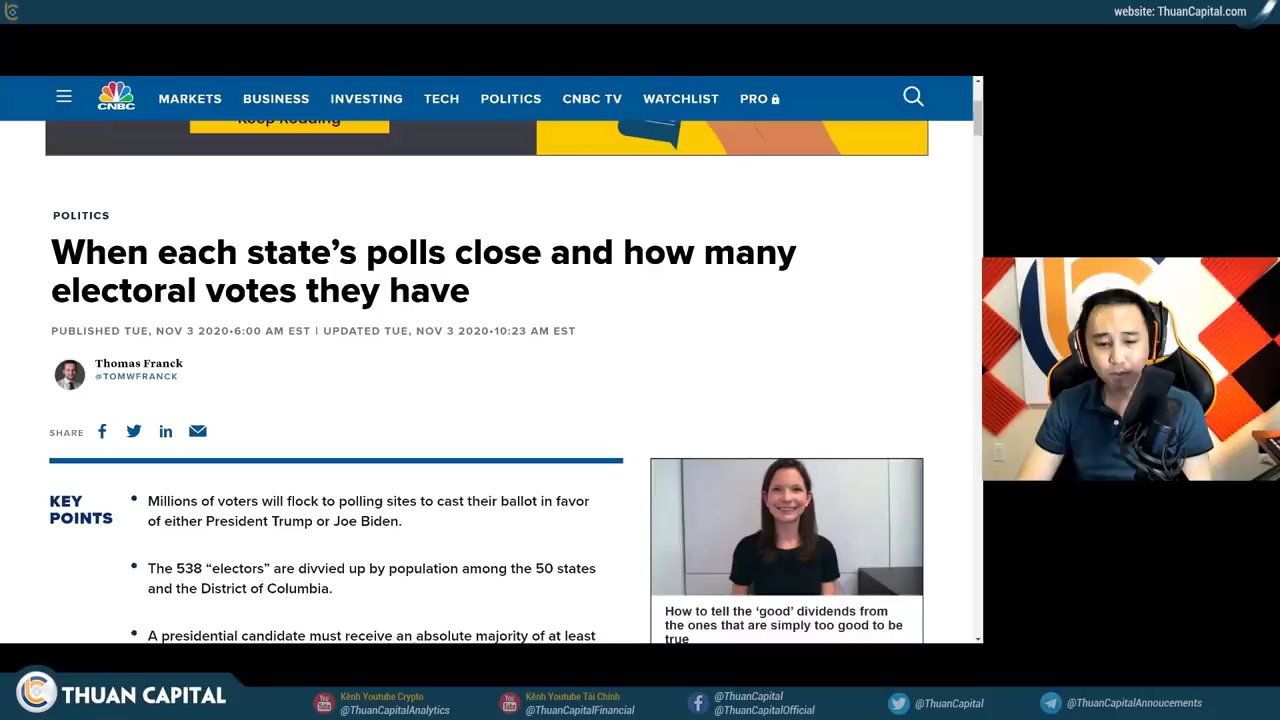 website: ThuanCapital.com
CNBC
MARKETS
BUSINESS
INVESTING
TECH
POLITICS
CNBC TV
WATCHLIST
PRO
Keep Reading
POLITICS
When each state's polls close and how many
electoral votes they have
PUBLISHED TUE, NOV 3 2020•6:00 AM EST | UPDATED TUE, NOV 3 2020•10:23 AM EST
Thomas Franck
@TOMWFRANCK
SHARE
KEY
POINTS
Millions of voters will flock to polling sites to cast their ballot in favor
of either President Trump or Joe Biden.
The 538 “electors” are divvied up by population among the 50 states
and the District of Columbia.
A presidential candidate must receive an absolute majority of at least
How to tell the ‘good’ dividends from
the ones that are simply too good to be
true
THUAN CAPITAL
Kênh Youtube Crypto
@ThuanCapitalAnalytics
Kênh Youtube Tài Chính
@ThuanCapitalFinancial
@ThuanCapital
@ThuanCapitalOfficial
@ThuanCapital
@ThuanCapitalAnnoucements